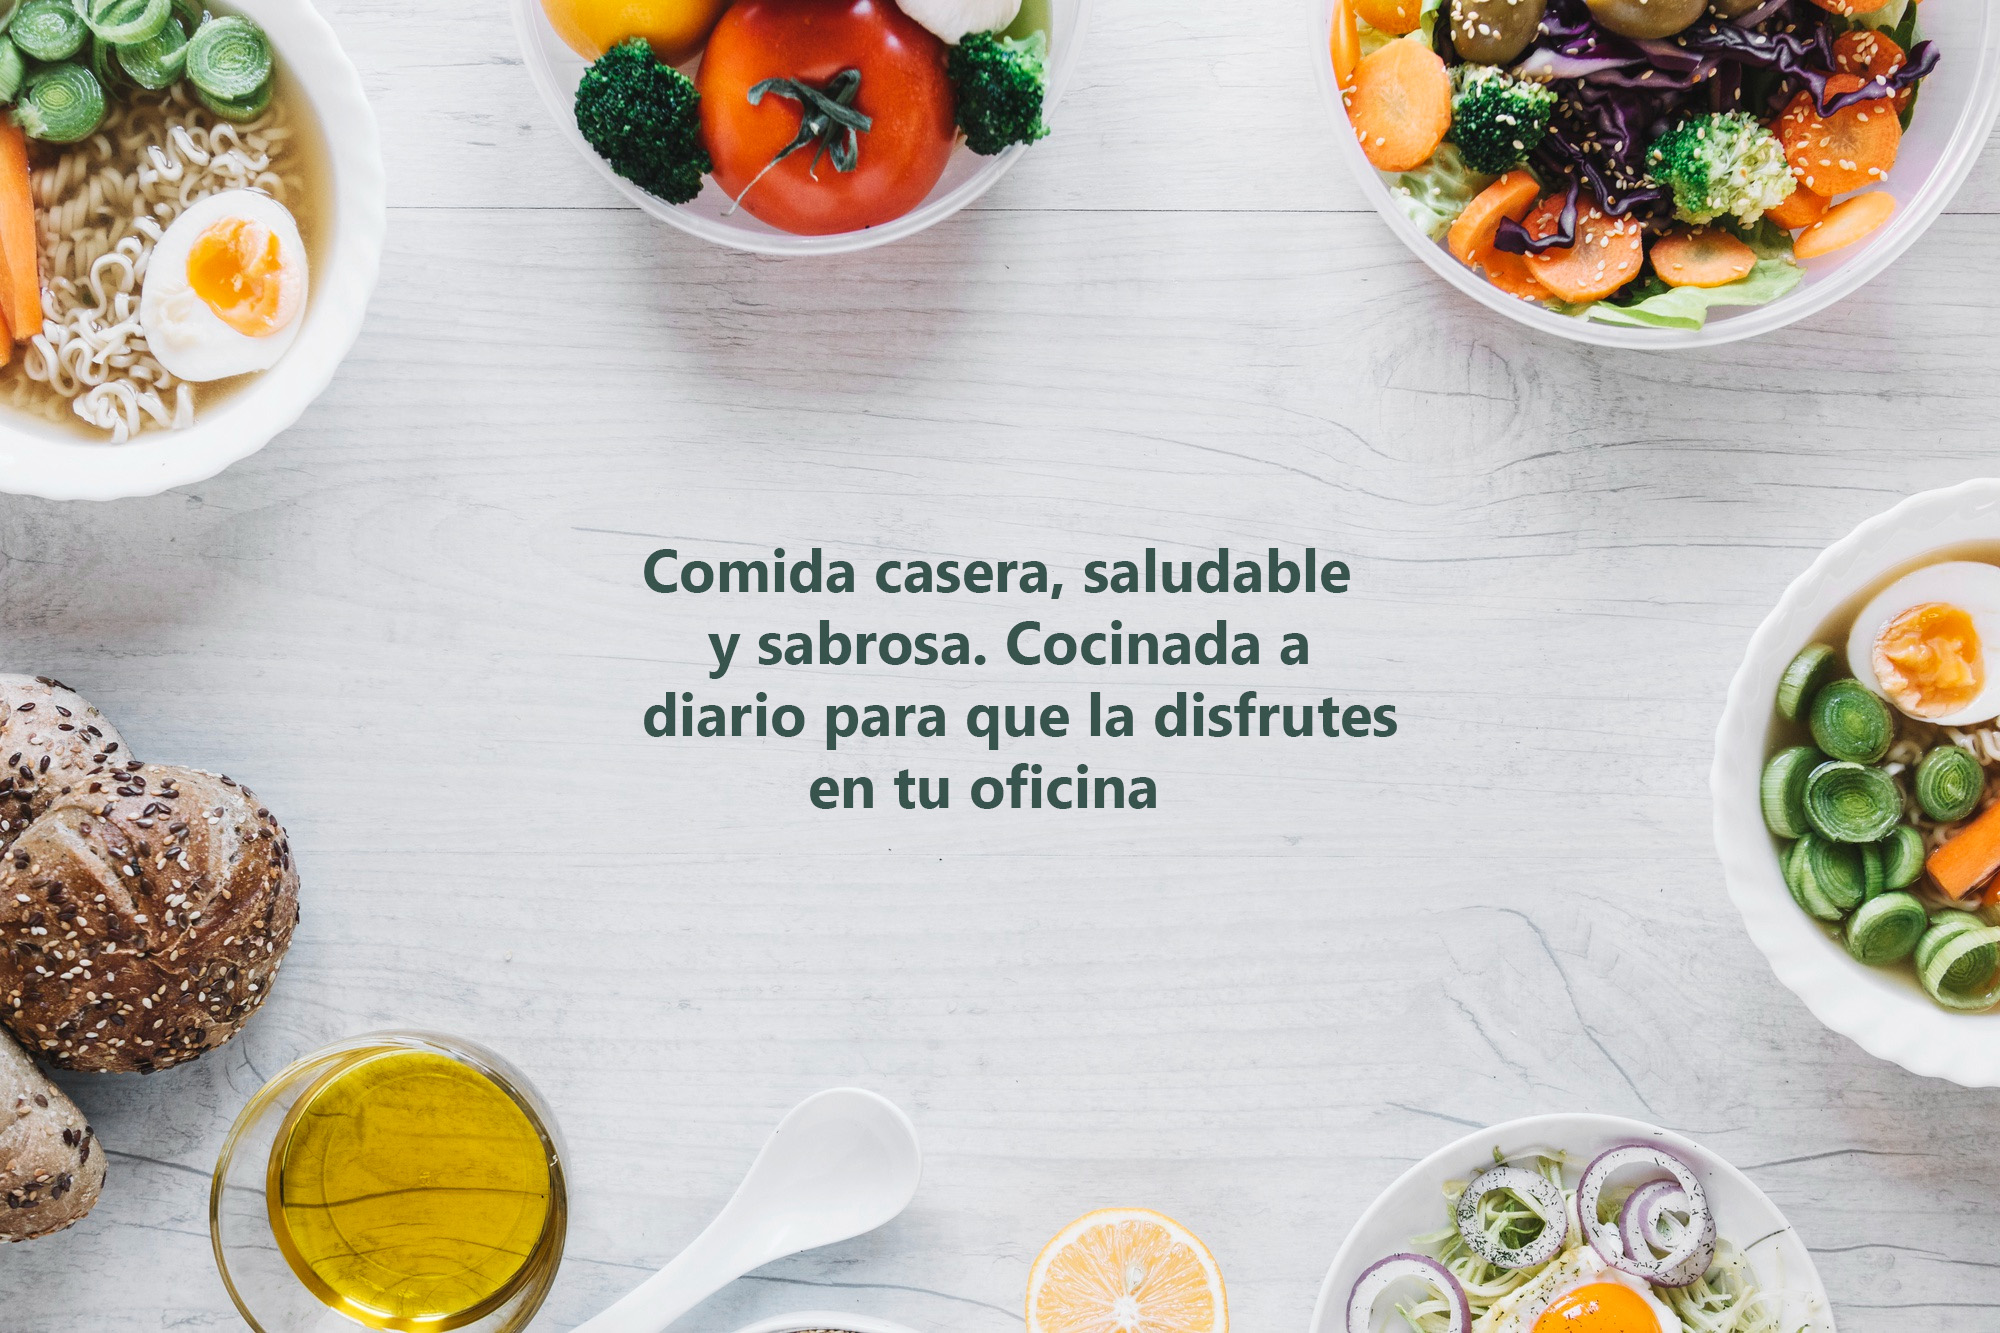 Comida casera, saludable
y sabrosa. Cocinada a
diario para que la disfrutes
en tu oficina